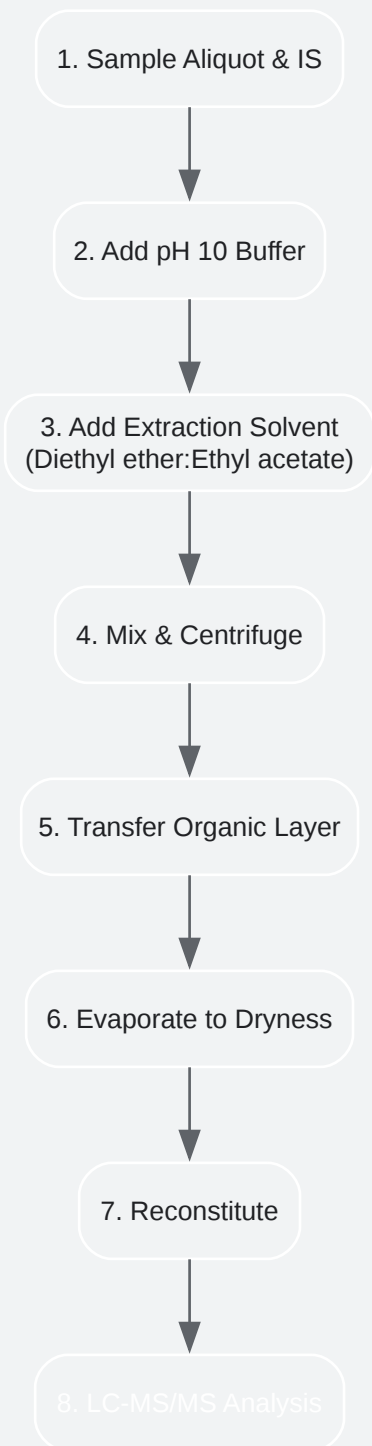 1. Sample Aliquot & IS
2. Add pH 10 Buffer
3. Add Extraction Solvent
(Diethyl ether:Ethyl acetate)
4. Mix & Centrifuge
5. Transfer Organic Layer
6. Evaporate to Dryness
7. Reconstitute
8. LC-MS/MS Analysis